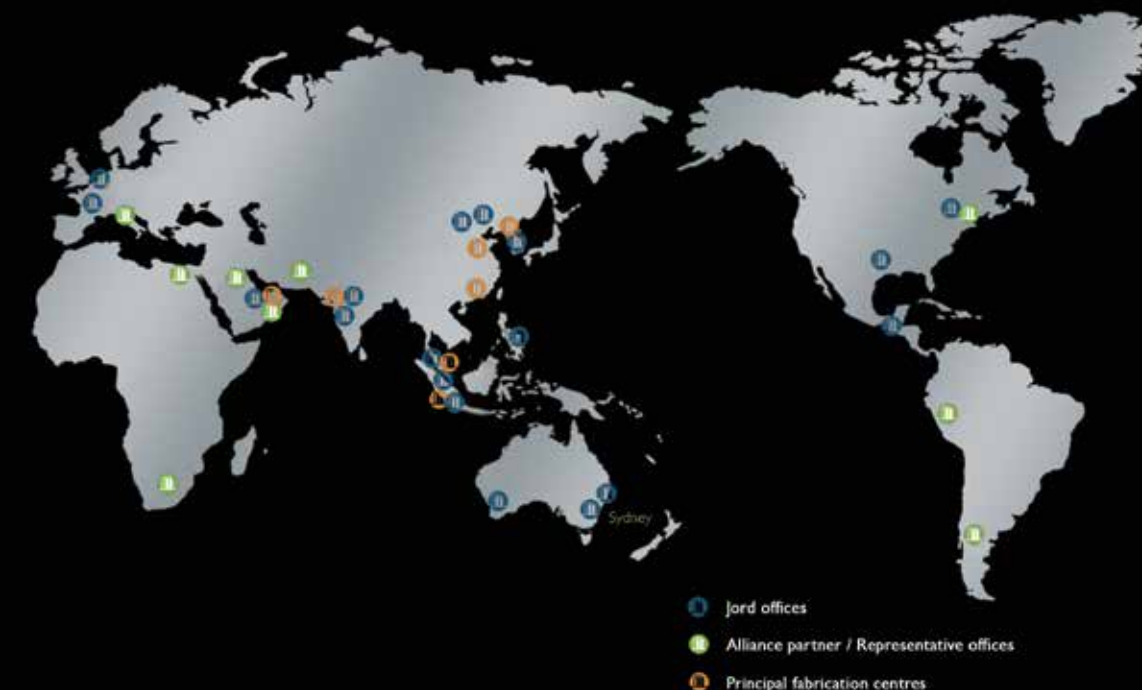 Sydney
Jord offices
Alliance partner / Representative offices
Principal fabrication centres